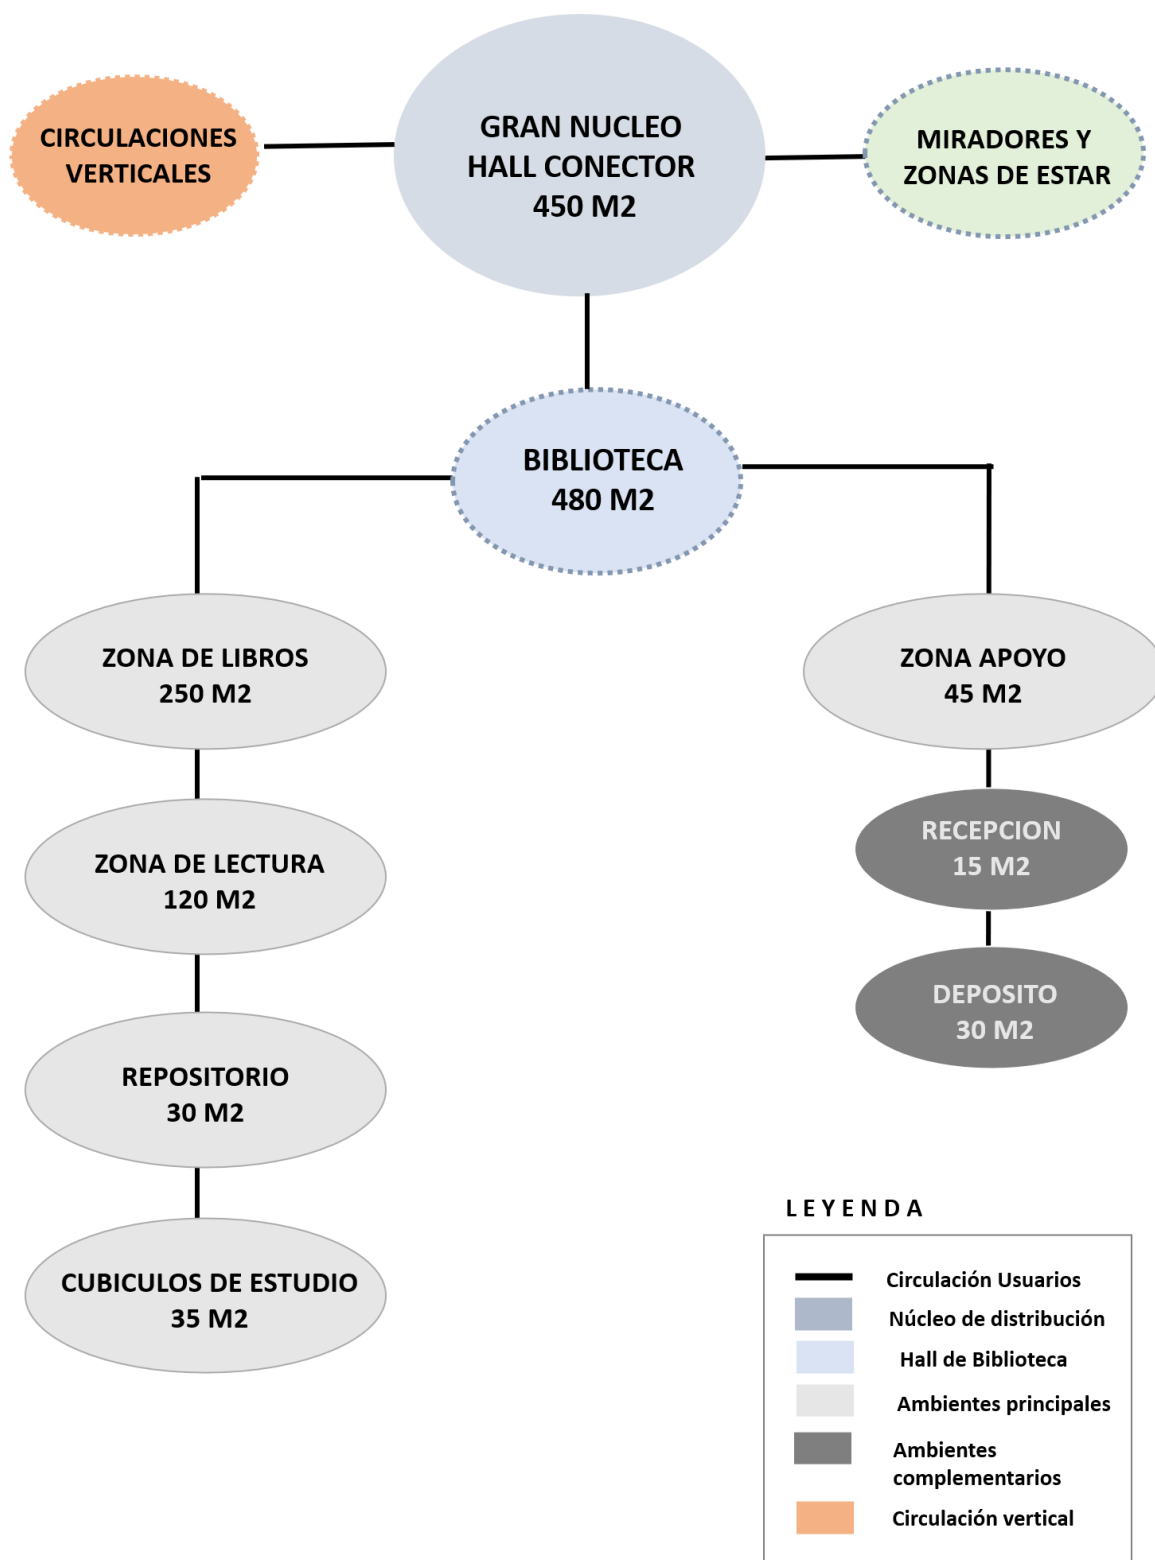 CIRCULACIONES
VERTICALES
GRAN NUCLEO
HALL CONECTOR
450 M2
MIRADORES Y
ZONAS DE ESTAR
BIBLIOTECA
480 M2
ZONA DE LIBROS
250 M2
ZONA APOYO
45 M2
ZONA DE LECTURA
120 M2
RECEPCION
15 M2
REPOSITORIO
30 M2
DEPOSITO
30 M2
CUBICULOS DE ESTUDIO
35 M2
LEYENDA
Circulación Usuarios
Núcleo de distribución
Hall de Biblioteca
Ambientes principales
Ambientes
complementarios
Circulación vertical